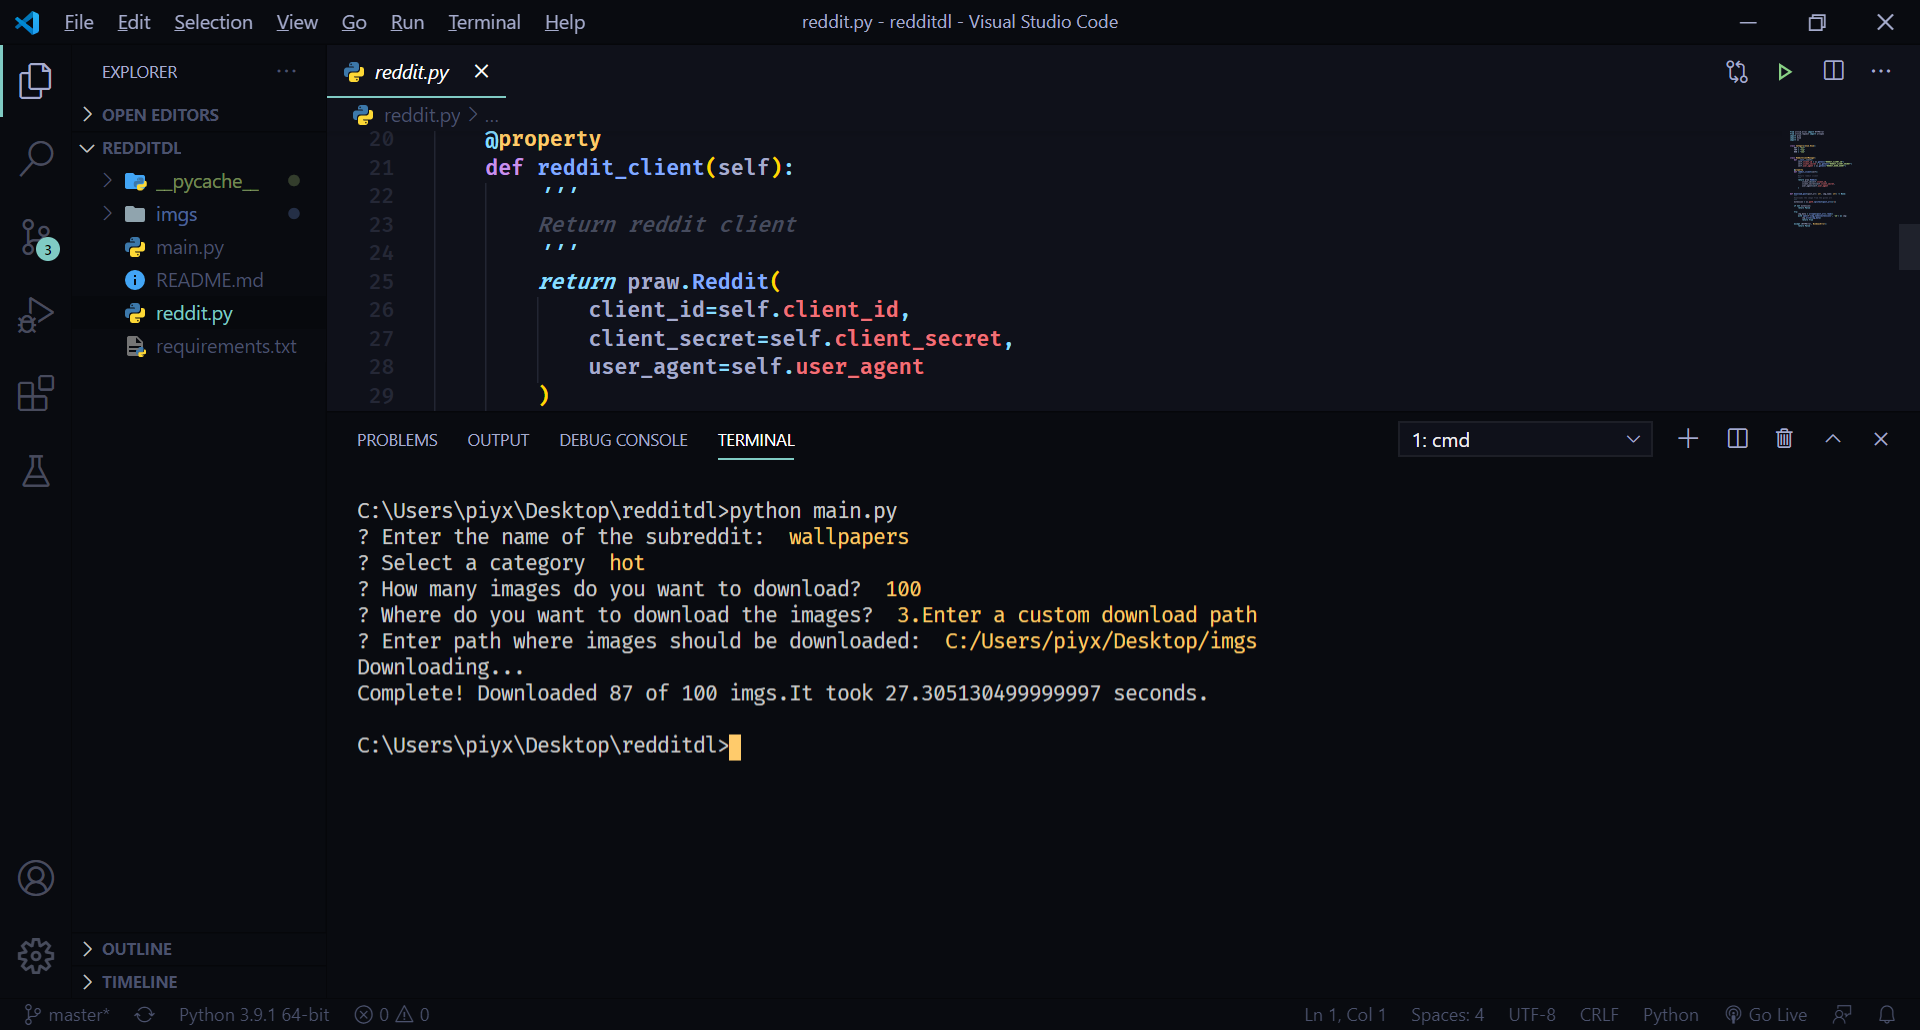 File Edit Selection View Go Run Terminal Help
reddit.py - redditdl - Visual Studio Code
EXPLORER
OPEN EDITORS
REDDITDL
__pycache__
imgs
main.py
README.md
reddit.py
requirements.txt
3
OUTLINE
TIMELINE
reddit.py
reddit.py > ...
20 @property
21 def reddit_client(self):
22 '''
23 Return reddit client
24 '''
25 return praw.Reddit(
26 client_id=self.client_id,
27 client_secret=self.client_secret,
28 user_agent=self.user_agent
29 )
PROBLEMS OUTPUT DEBUG CONSOLE TERMINAL
1: cmd
C:\Users\piyx\Desktop\redditdl>python main.py
? Enter the name of the subreddit:  wallpapers
? Select a category  hot
? How many images do you want to download?  100
? Where do you want to download the images?  3.Enter a custom download path
? Enter path where images should be downloaded:  C:/Users/piyx/Desktop/imgs
Downloading...
Complete! Downloaded 87 of 100 imgs.It took 27.305130499999997 seconds.
C:\Users\piyx\Desktop\redditdl>
master* Python 3.9.1 64-bit 0 0
Ln 1, Col 1 Spaces: 4 UTF-8 CRLF Python Go Live